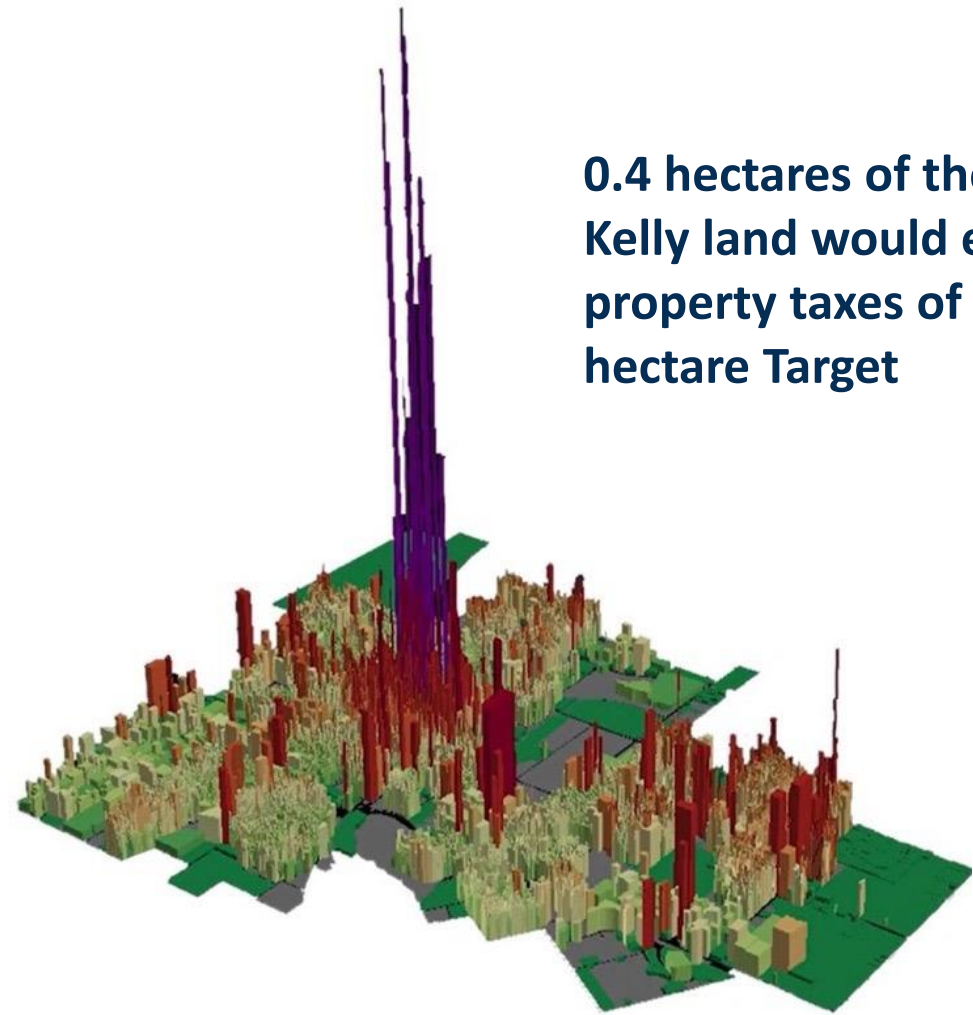 0.4 hectares of the
Kelly land would e
property taxes of
hectare Target